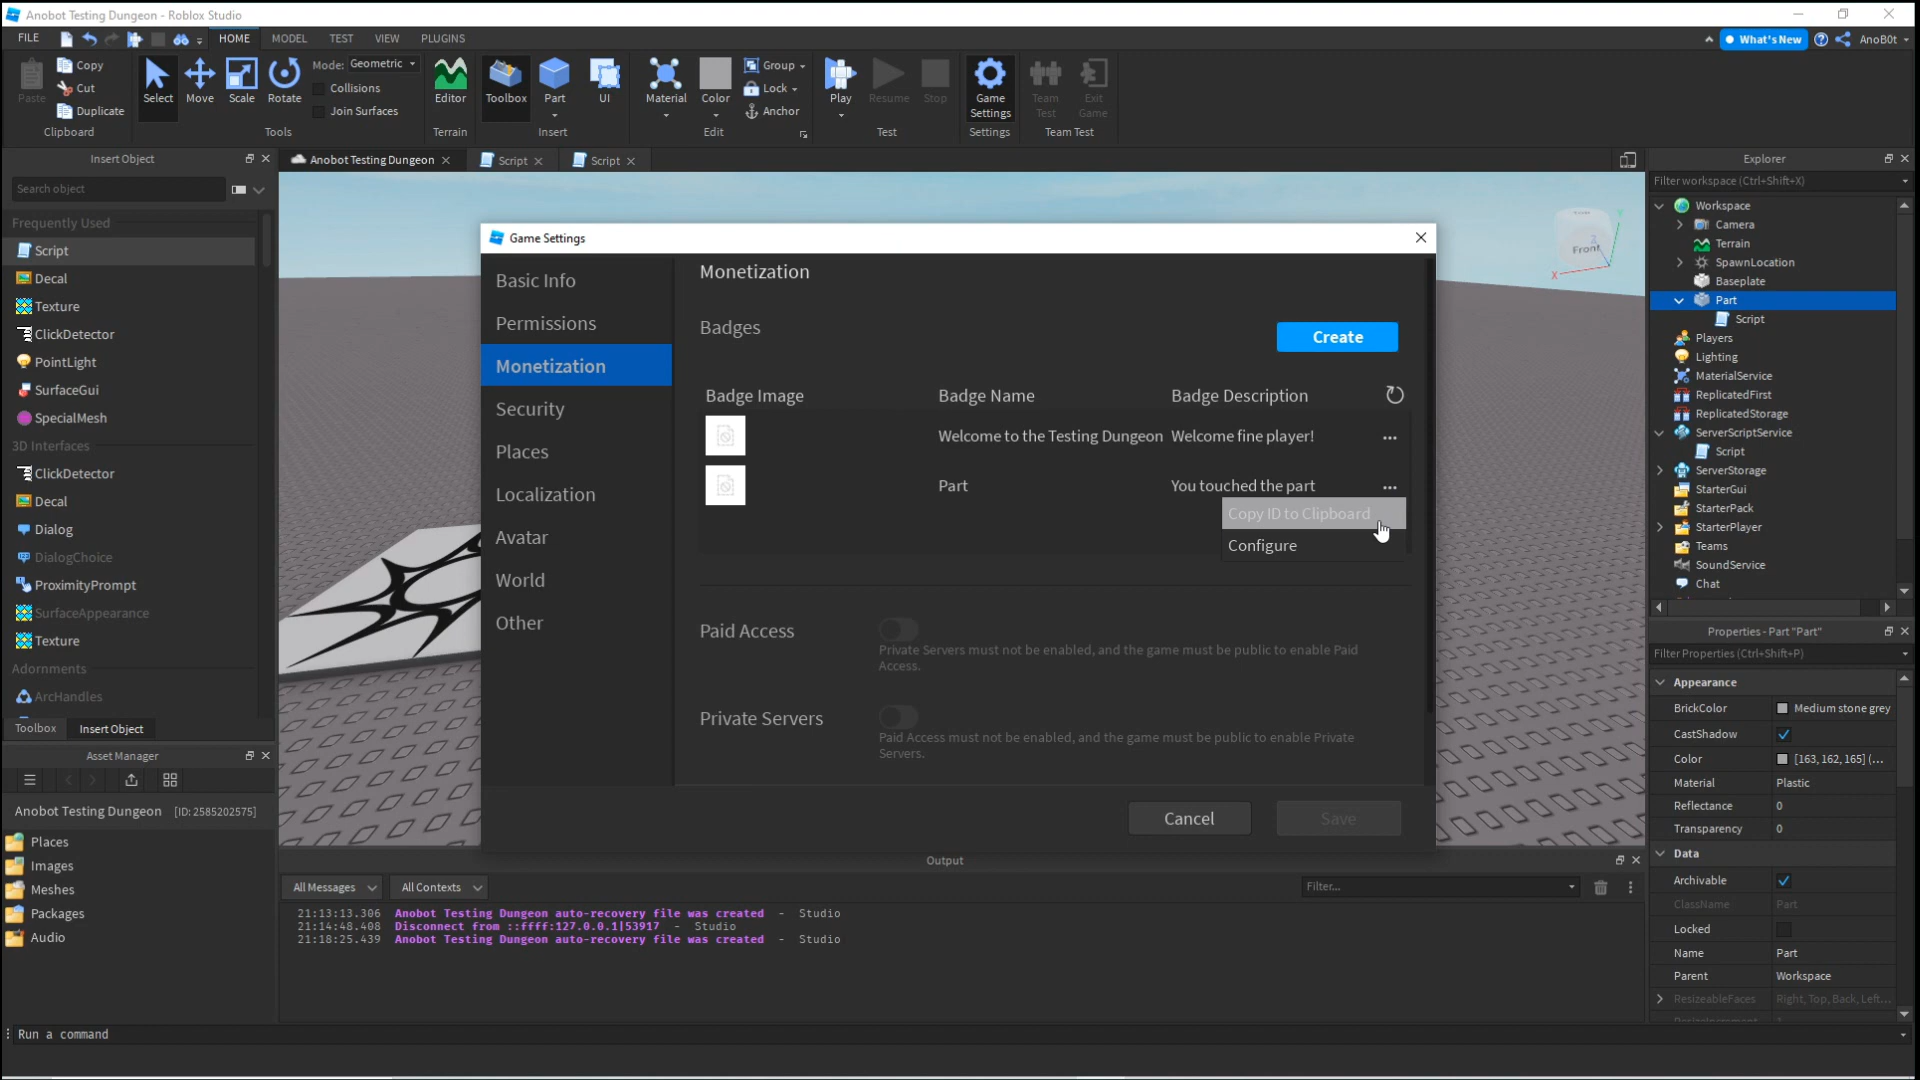 Anobot Testing Dungeon - Roblox Studio
FILE
HOME
MODEL
TEST
VIEW
PLUGINS
What's New
AnoB0t
Paste
Copy
Cut
Duplicate
Clipboard
Select
Move
Scale
Rotate
Mode: Geometric
Collisions
Join Surfaces
Tools
Editor
Terrain
Toolbox
Part
UI
Insert
Material
Color
Group
Lock
Anchor
Edit
Play
Resume
Stop
Test
Game Settings
Settings
Team Test
Exit Game
Team Test
Insert Object
Search object
Frequently Used
Script
Decal
Texture
ClickDetector
PointLight
SurfaceGui
SpecialMesh
3D Interfaces
ClickDetector
Decal
Dialog
DialogChoice
ProximityPrompt
SurfaceAppearance
Texture
Adornments
ArcHandles
Toolbox
Insert Object
Asset Manager
Anobot Testing Dungeon [ID:2585202575]
Places
Images
Meshes
Packages
Audio
Anobot Testing Dungeon
Script
Script
Front
X
Y
Z
Game Settings
Basic Info
Permissions
Monetization
Security
Places
Localization
Avatar
World
Other
Monetization
Badges
Create
Badge Image
Badge Name
Badge Description
Welcome to the Testing Dungeon
Welcome fine player!
...
Part
You touched the part
...
Copy ID to Clipboard
Configure
Paid Access
Private Servers must not be enabled, and the game must be public to enable Paid
Access.
Private Servers
Paid Access must not be enabled, and the game must be public to enable Private
Servers.
Cancel
Save
Output
All Messages
All Contexts
Filter...
21:13:13.306 Anobot Testing Dungeon auto-recovery file was created - Studio
21:14:48.408 Disconnect from ::ffff:127.0.0.1|53917 - Studio
21:18:25.439 Anobot Testing Dungeon auto-recovery file was created - Studio
Run a command
Explorer
Filter workspace (Ctrl+Shift+X)
Workspace
Camera
Terrain
SpawnLocation
Baseplate
Part
Script
Players
Lighting
MaterialService
ReplicatedFirst
ReplicatedStorage
ServerScriptService
Script
ServerStorage
StarterGui
StarterPack
StarterPlayer
Teams
SoundService
Chat
Properties - Part "Part"
Filter Properties (Ctrl+Shift+P)
Appearance
BrickColor Medium stone grey
CastShadow
Color [163, 162, 165] (...
Material Plastic
Reflectance 0
Transparency 0
Data
Archivable
ClassName Part
Locked
Name Part
Parent Workspace
ResizeableFaces Right, Top, Back, Left...